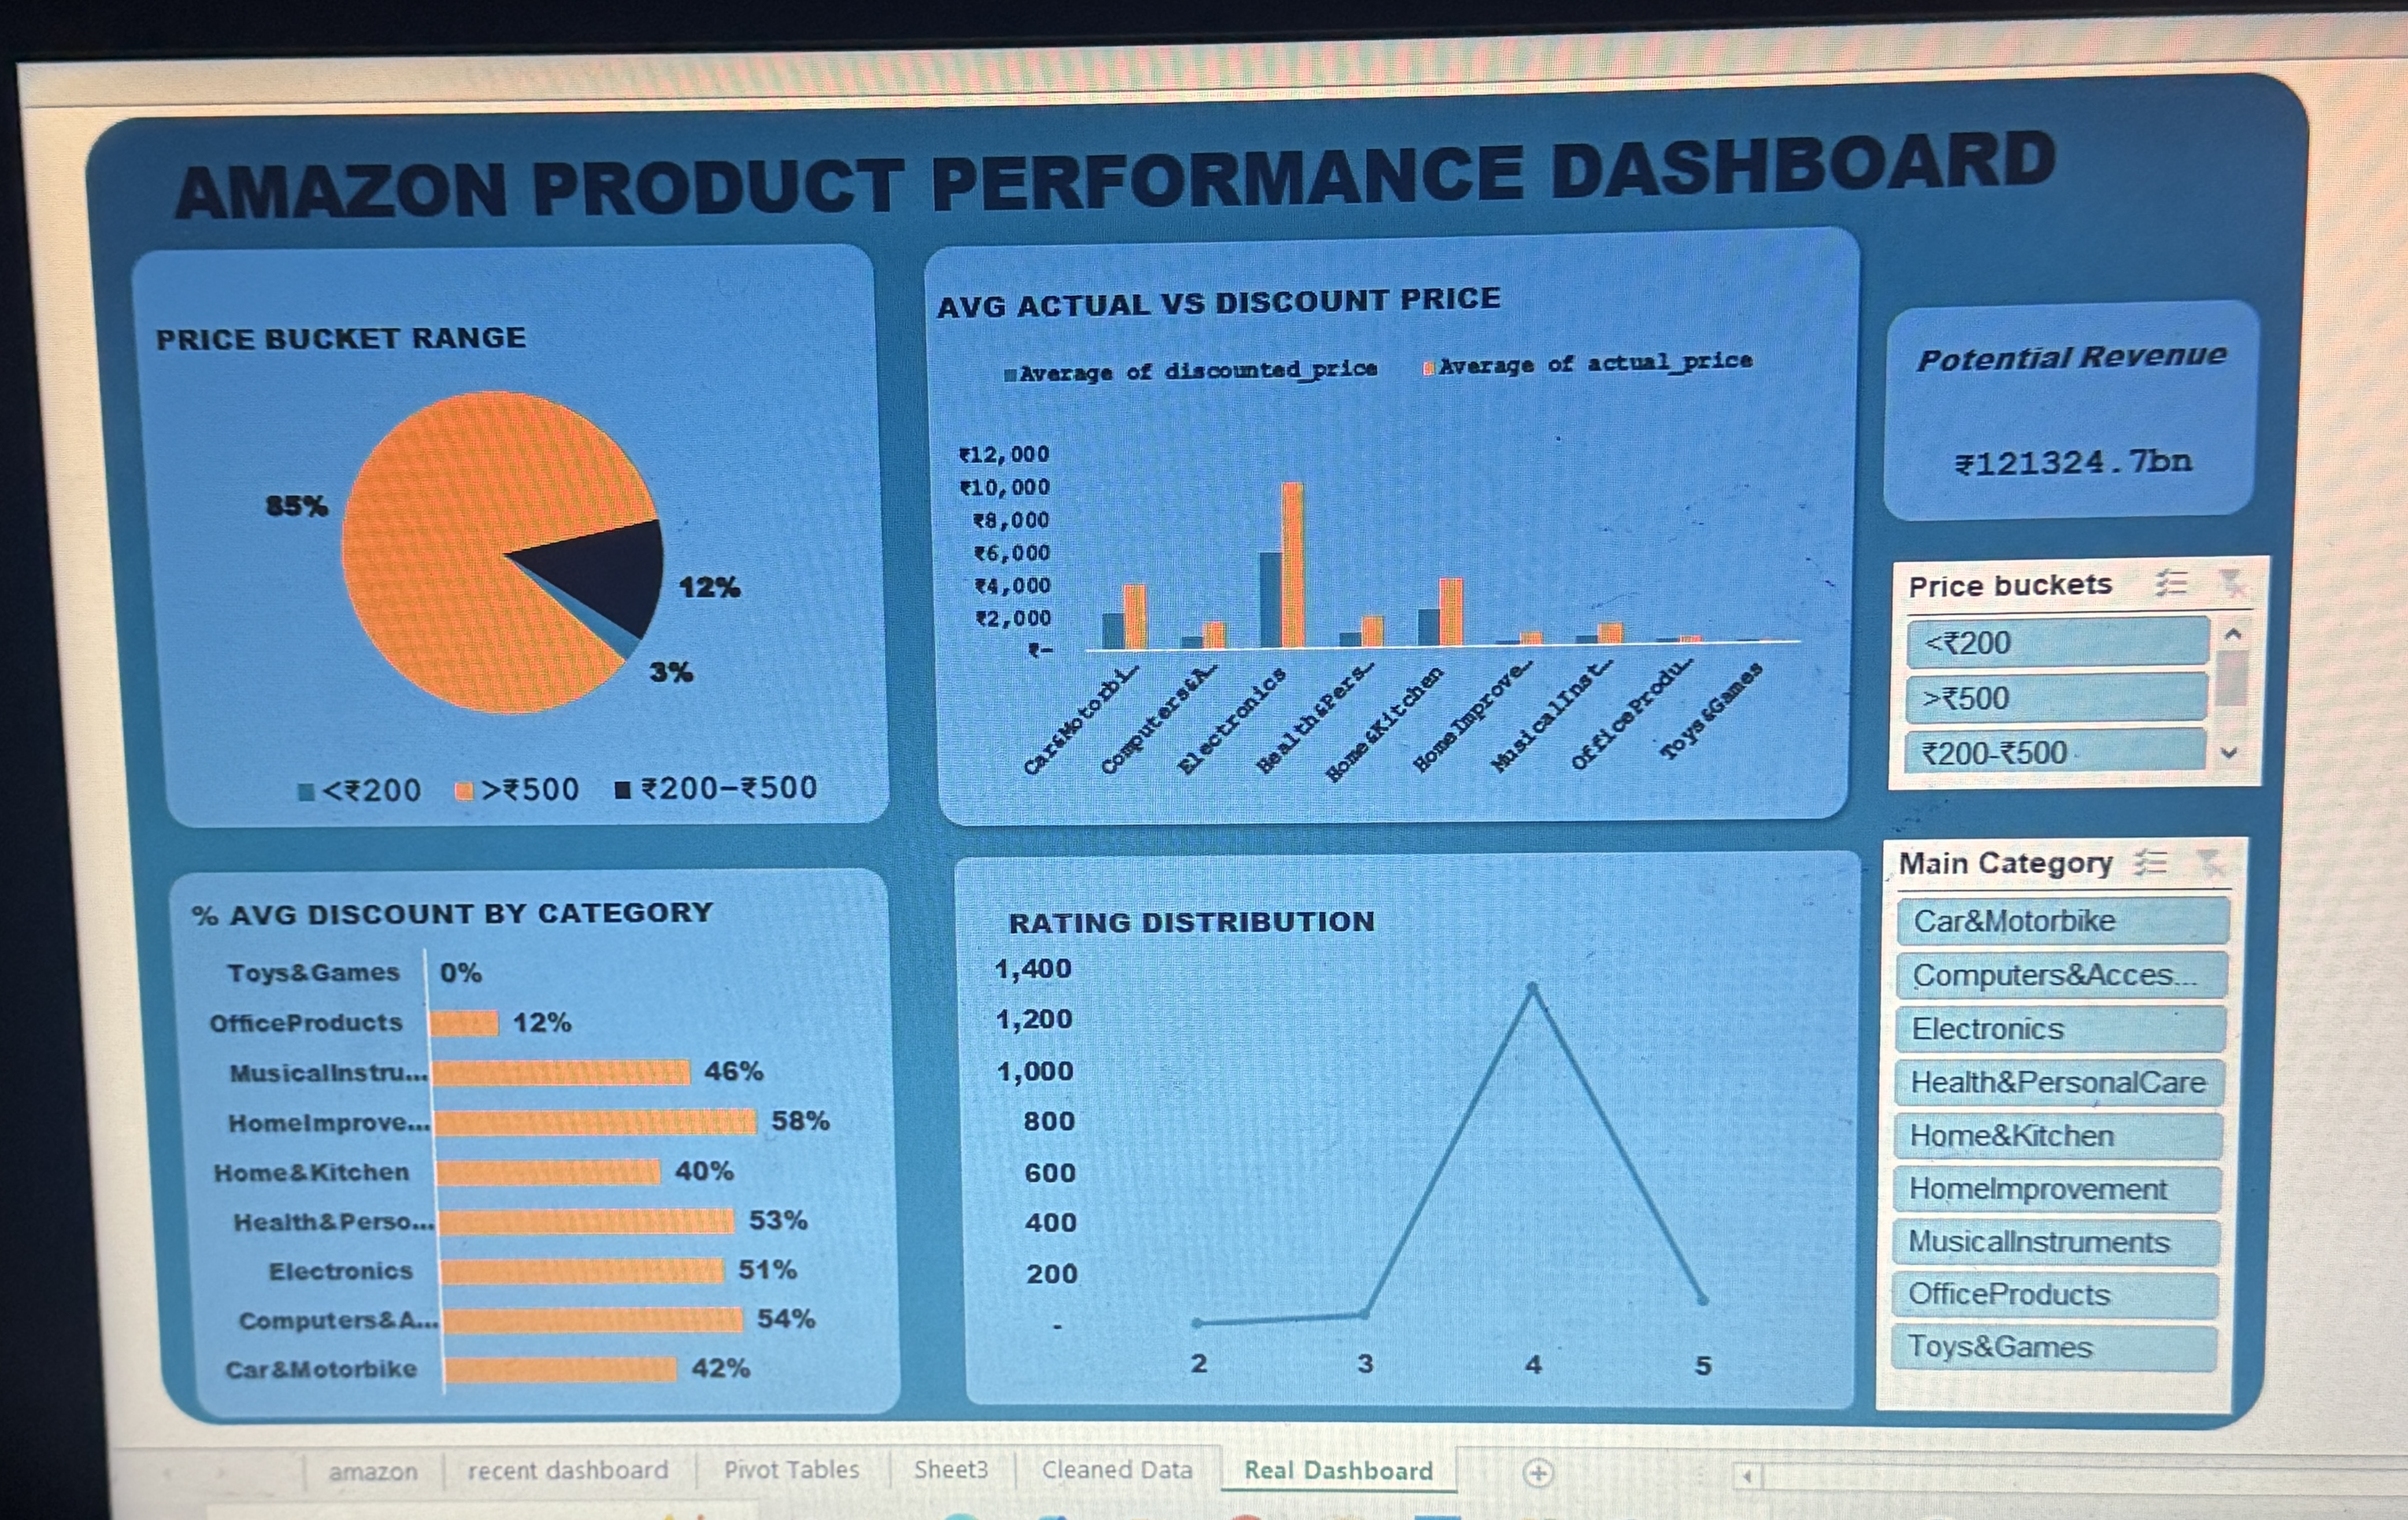 AMAZON PRODUCT PERFORMANCE DASHBOARD
PRICE BUCKET RANGE
85%
12%
3%
<₹200 >₹500 ₹200-₹500
AVG ACTUAL VS DISCOUNT PRICE
Average of discounted_price Average of actual_price
₹12,000
₹10,000
₹8,000
₹6,000
₹4,000
₹2,000
₹-
Car&Motorbi…
Computers&A…
Electronics
Health&Pers…
Home&Kitchen
HomeImprove…
MusicalInst…
OfficeProdu…
Toys&Games
Potential Revenue
₹121324.7bn
Price buckets
<₹200
>₹500
₹200-₹500
% AVG DISCOUNT BY CATEGORY
Toys&Games 0%
OfficeProducts 12%
MusicalInstru... 46%
HomeImprove... 58%
Home&Kitchen 40%
Health&Perso... 53%
Electronics 51%
Computers&A... 54%
Car&Motorbike 42%
RATING DISTRIBUTION
1,400
1,200
1,000
800
600
400
200
-
2 3 4 5
Main Category
Car&Motorbike
Computers&Acces...
Electronics
Health&PersonalCare
Home&Kitchen
HomeImprovement
MusicalInstruments
OfficeProducts
Toys&Games
amazon recent dashboard Pivot Tables Sheet3 Cleaned Data Real Dashboard